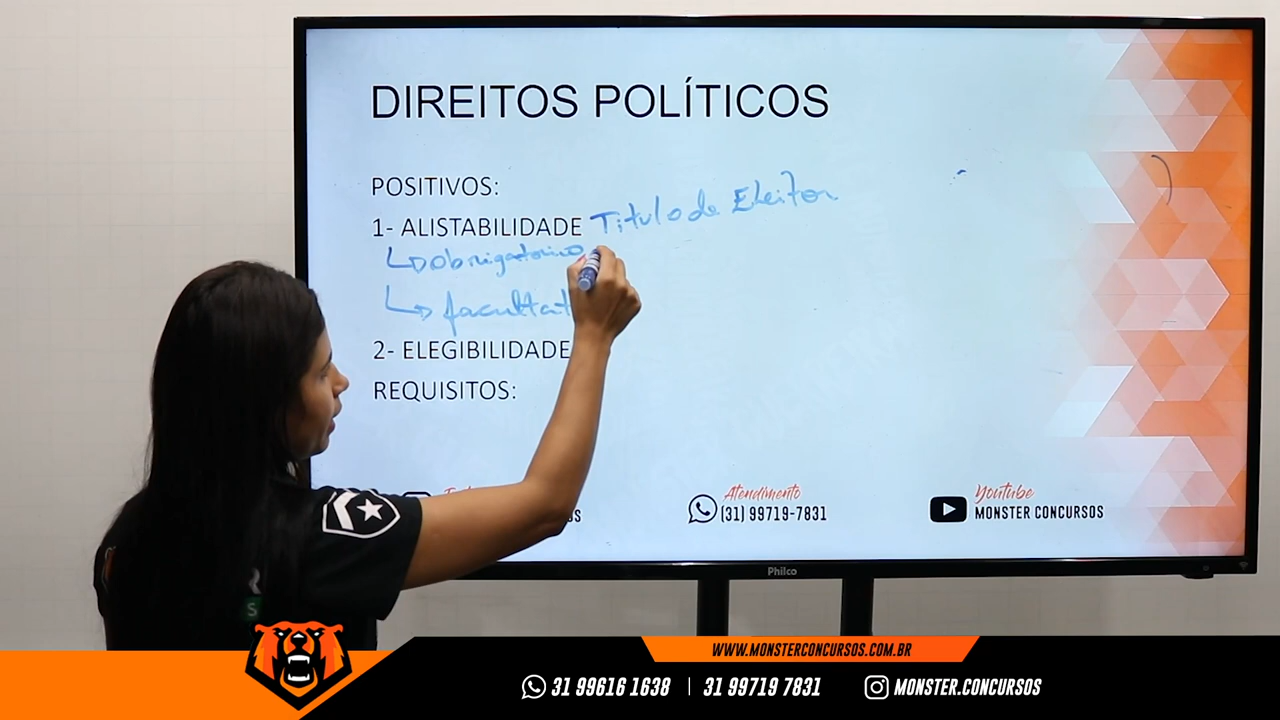 DIREITOS POLÍTICOS
POSITIVOS:
1- ALISTABILIDADE Titulo de Eleitor
obrigatorio
facultat
2- ELEGIBILIDADE
REQUISITOS:
Atendimento
(31) 99719-7831
Youtube
MONSTER CONCURSOS
Philco
WWW.MONSTERCONCURSOS.COM.BR
31 99616 1638 | 31 99719 7831 MONSTER.CONCURSOS